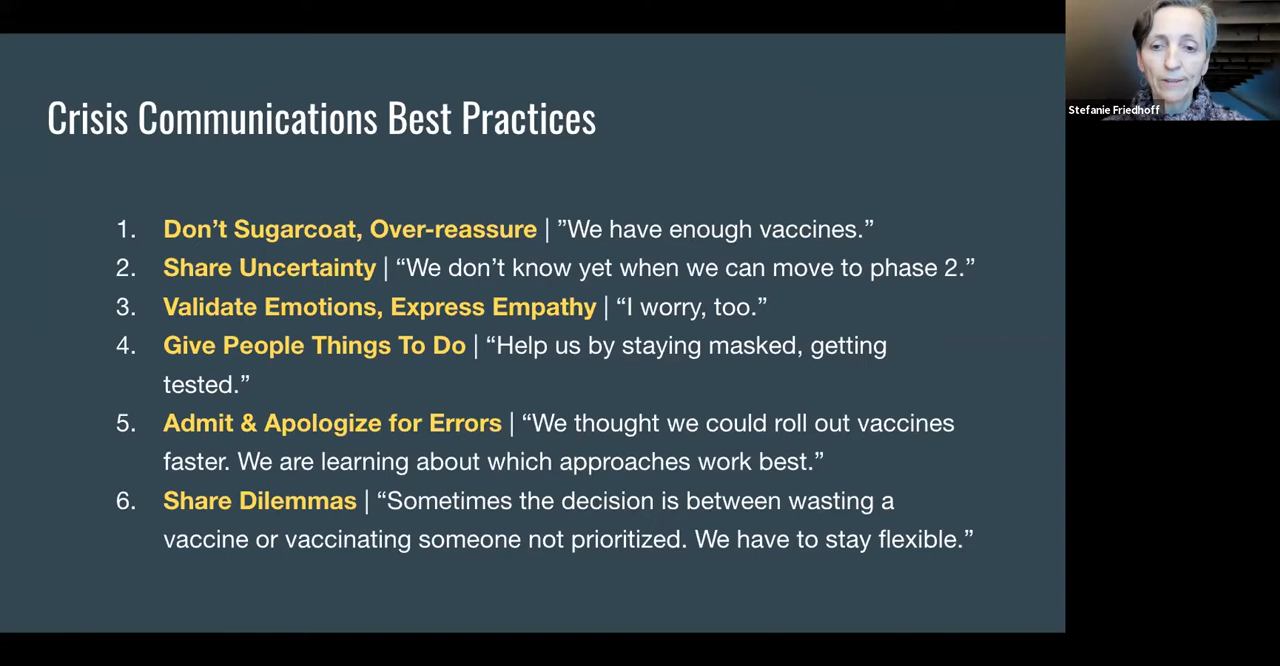 Crisis Communications Best Practices
Stefanie Friedhoff
1. Don’t Sugarcoat, Over-reassure | ”We have enough vaccines.”
2. Share Uncertainty | “We don’t know yet when we can move to phase 2.”
3. Validate Emotions, Express Empathy | “I worry, too.”
4. Give People Things To Do | “Help us by staying masked, getting
tested.”
5. Admit & Apologize for Errors | “We thought we could roll out vaccines
faster. We are learning about which approaches work best.”
6. Share Dilemmas | “Sometimes the decision is between wasting a
vaccine or vaccinating someone not prioritized. We have to stay flexible.”